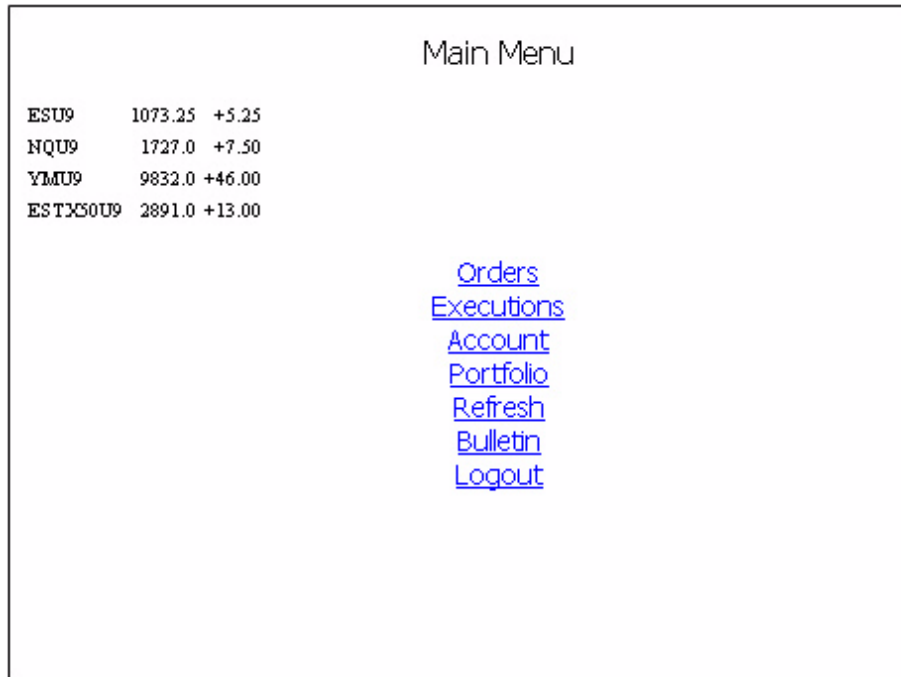 Main Menu
ESU9 1073.25 +5.25
NQU9 1727.0 +7.50
YMU9 9832.0 +46.00
ESTX50U9 2891.0 +13.00
Orders
Executions
Account
Portfolio
Refresh
Bulletin
Logout